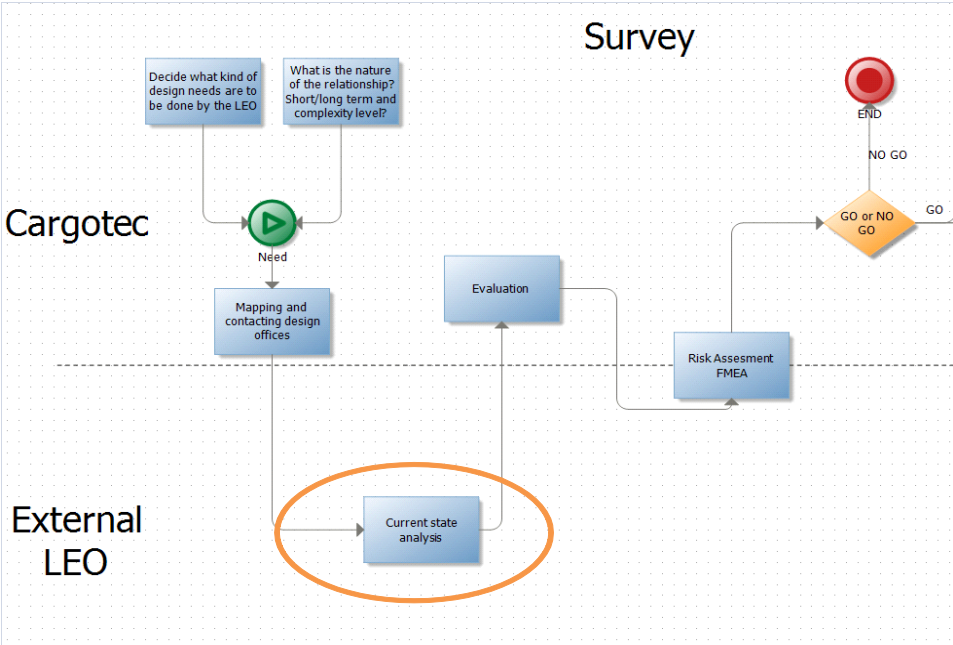 Survey
Decide what kind of
design needs are to
be done by the LEO
What is the nature
of the relationship?
Short/long term and
complexity level?
END
NO GO
Cargotec
Need
GO or NO
GO
GO
Evaluation
Mapping and
contacting design
offices
Risk Assesment
FMEA
External
LEO
Current state
analysis